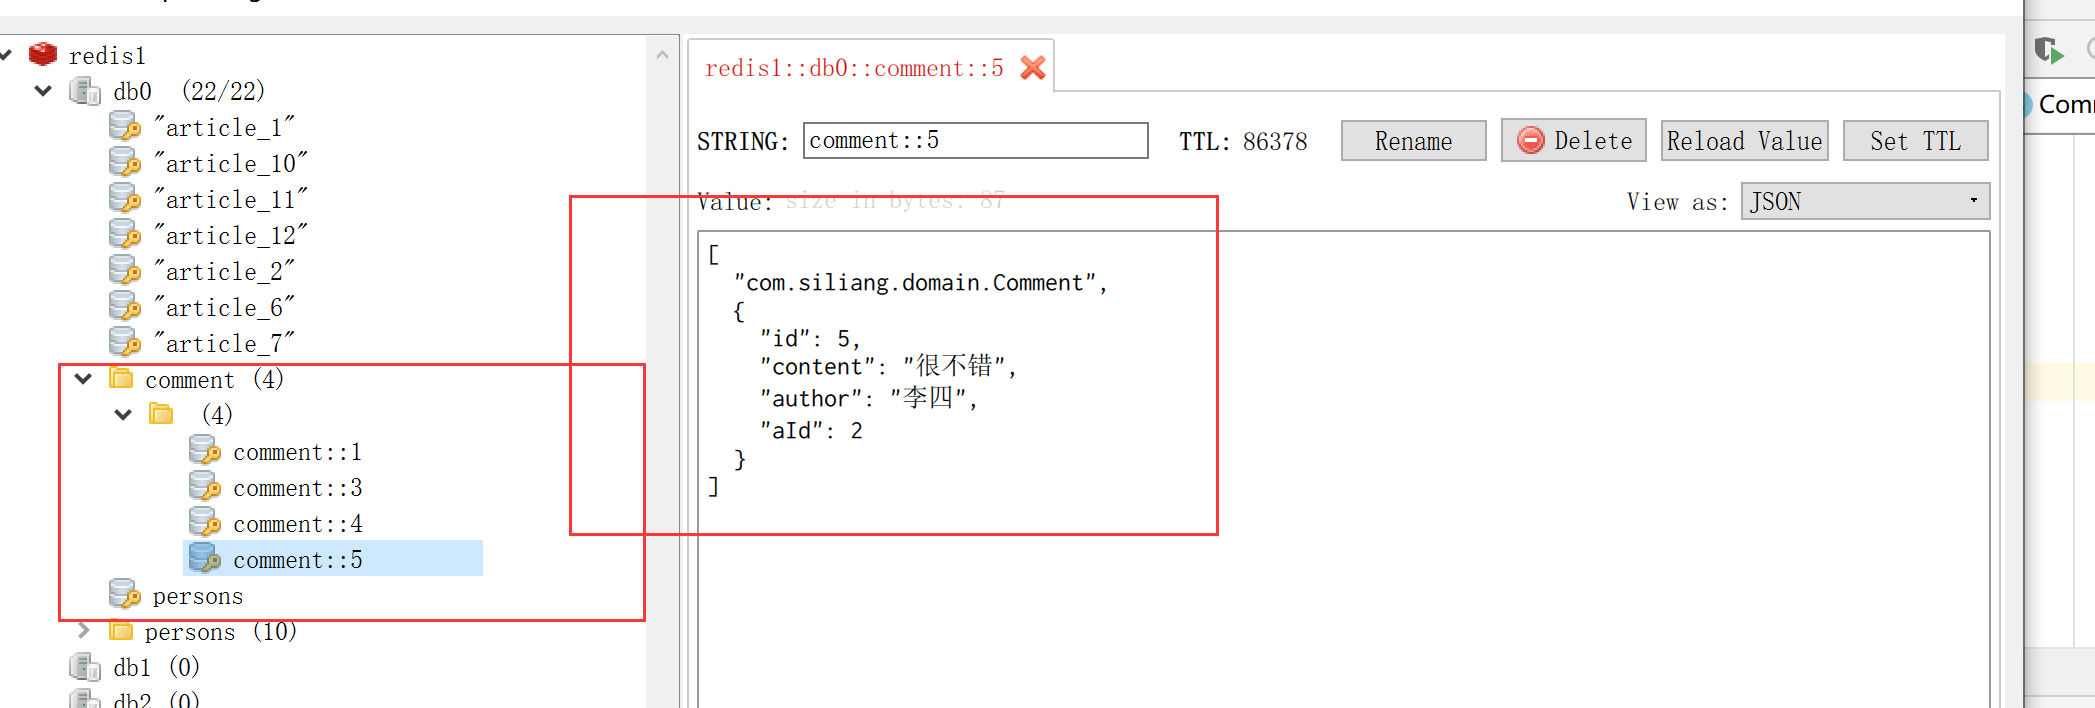 redis1
db0 (22/22)
"article_1"
"article_10"
"article_11"
"article_12"
"article_2"
"article_6"
"article_7"
comment (4)
(4)
comment::1
comment::3
comment::4
comment::5
persons
persons (10)
db1 (0)
db2 (0)
redis1::db0::comment::5
STRING: comment::5 TTL: 86378 Rename Delete Reload Value Set TTL
Value: size in bytes: 87 View as: JSON
[
"com.siliang.domain.Comment",
{
"id": 5,
"content": "很不错",
"author": "李四",
"aId": 2
}
]
Com